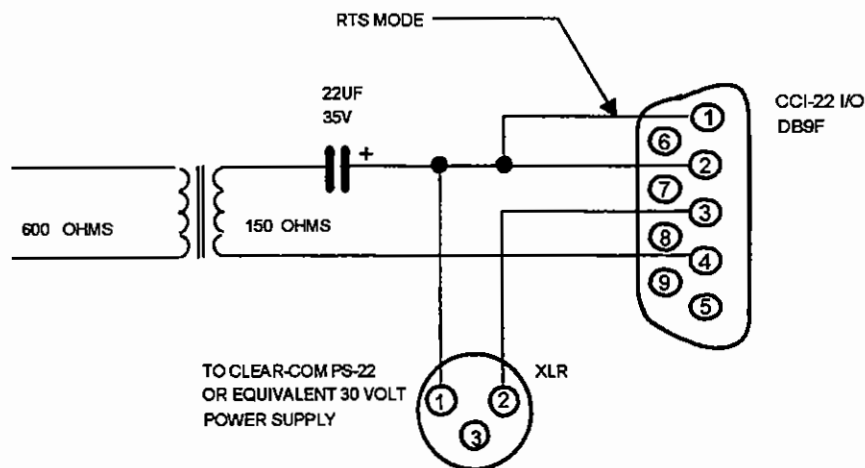 RTS MODE
22UF
35V
+
CCI-22 I/O
DB9F
1
6
2
7
3
8
4
9
5
600 OHMS
150 OHMS
TO CLEAR-COM PS-22
OR EQUIVALENT 30 VOLT
POWER SUPPLY
XLR
1
2
3